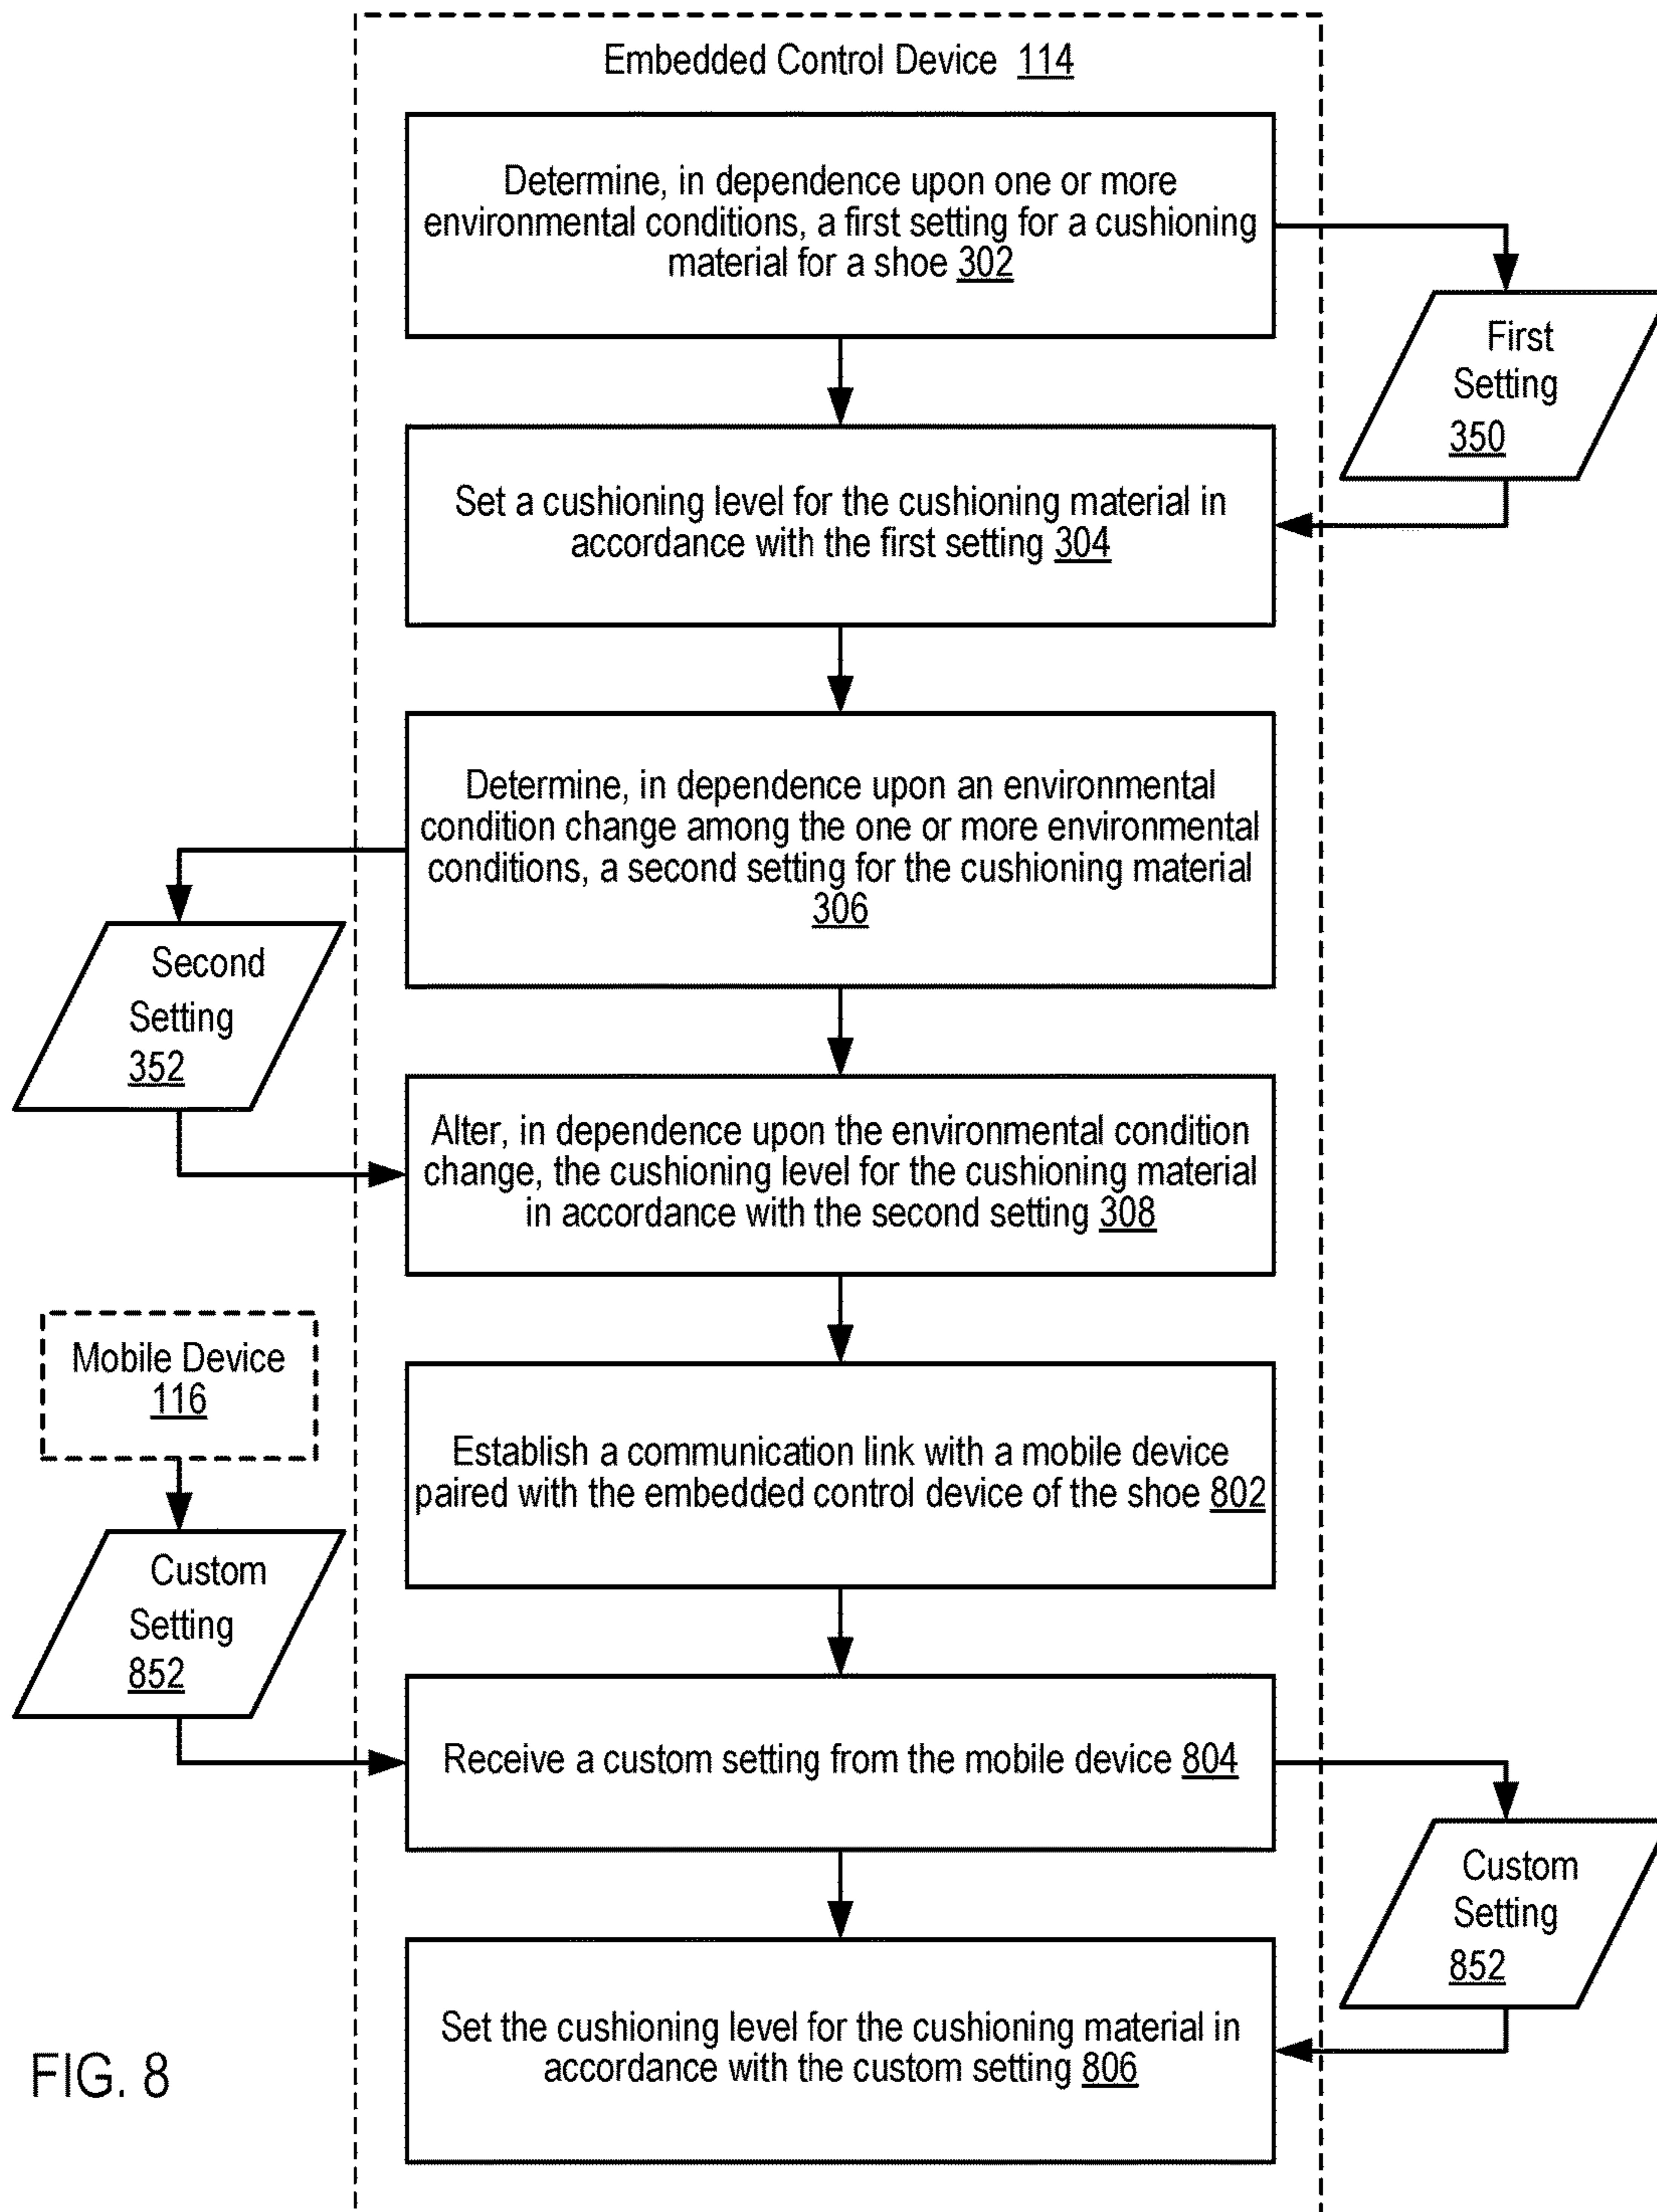 Embedded Control Device 114
Determine, in dependence upon one or more
environmental conditions, a first setting for a cushioning
material for a shoe 302
First
Setting
350
Set a cushioning level for the cushioning material in
accordance with the first setting 304
Determine, in dependence upon an environmental
condition change among the one or more environmental
conditions, a second setting for the cushioning material
306
Second
Setting
352
Alter, in dependence upon the environmental condition
change, the cushioning level for the cushioning material
in accordance with the second setting 308
Mobile Device
116
Establish a communication link with a mobile device
paired with the embedded control device of the shoe 802
Custom
Setting
852
Receive a custom setting from the mobile device 804
Custom
Setting
852
Set the cushioning level for the cushioning material in
accordance with the custom setting 806
FIG. 8